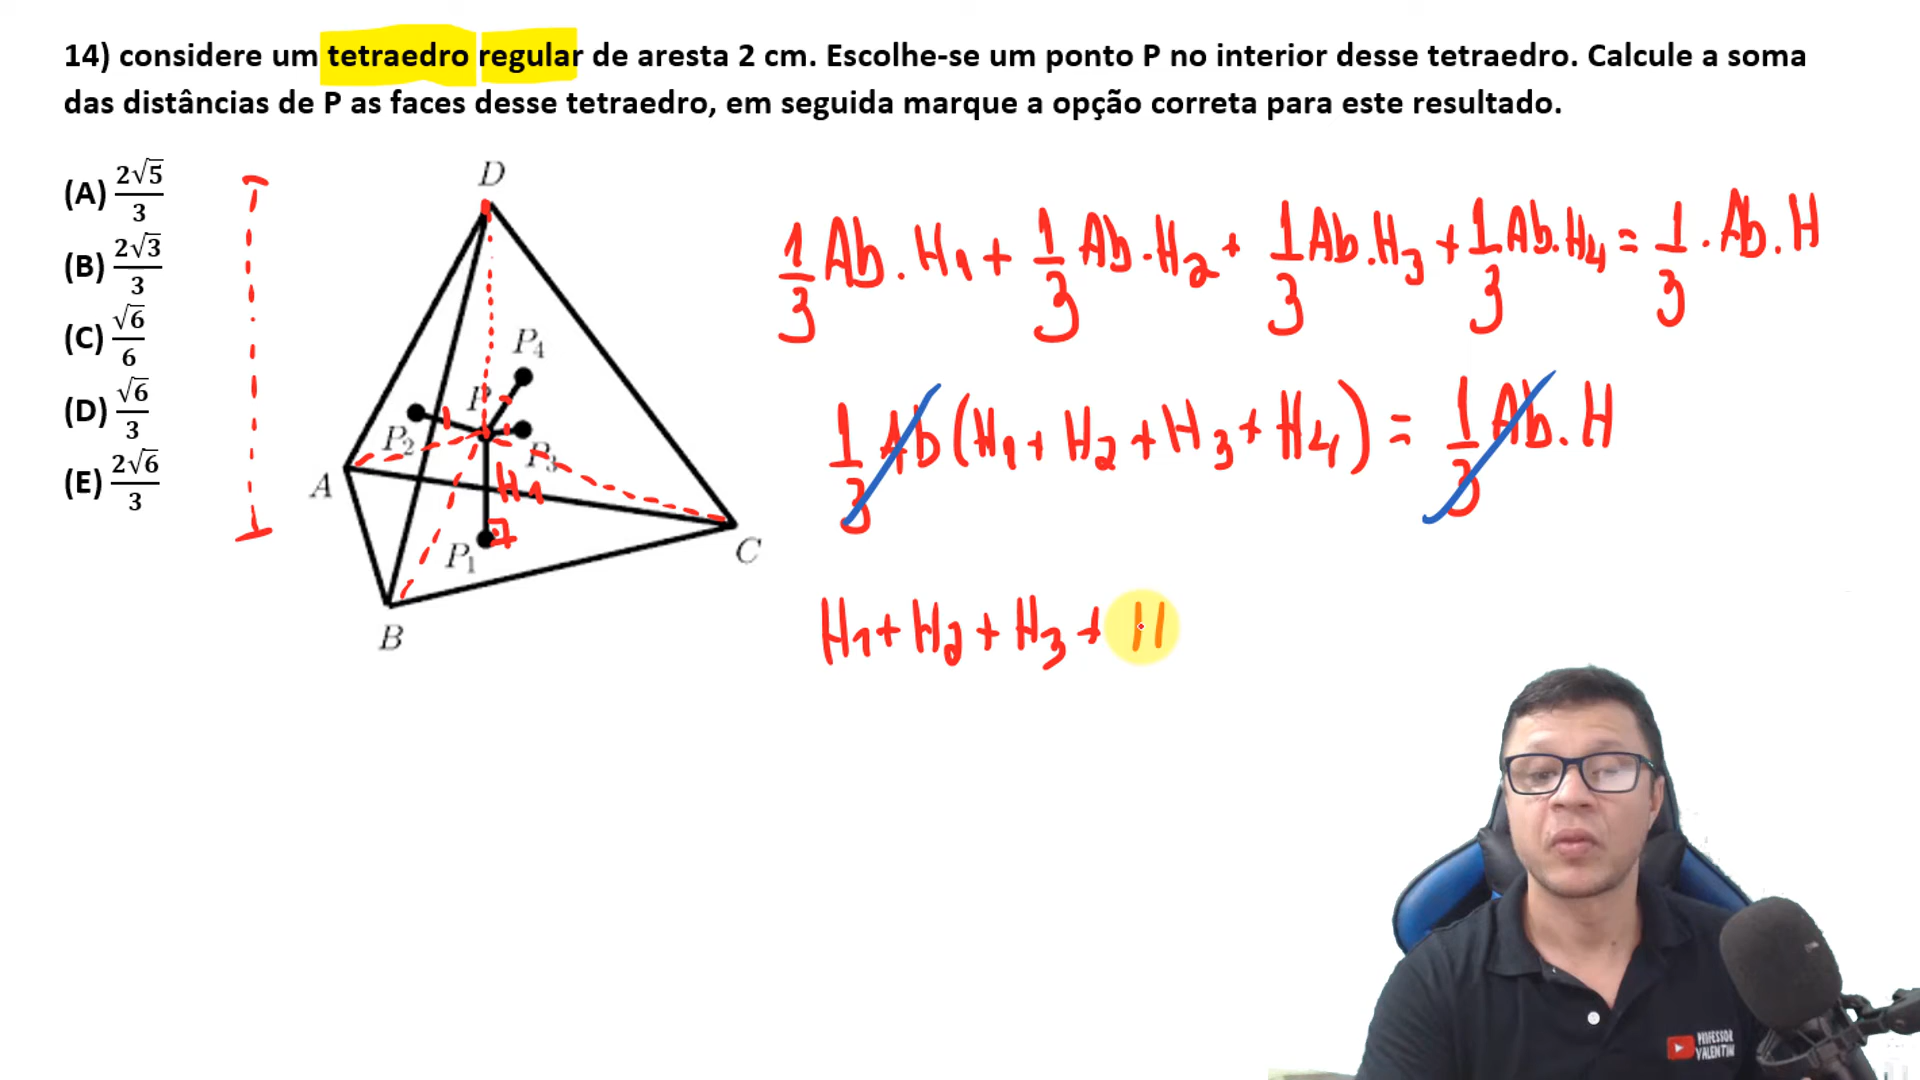 14) considere um tetraedro regular de aresta 2 cm. Escolhe-se um ponto P no interior desse tetraedro. Calcule a soma
das distâncias de P as faces desse tetraedro, em seguida marque a opção correta para este resultado.
(A) 2√5/3
(B) 2√3/3
(C) √6/6
(D) √6/3
(E) 2√6/3
D
P4
P
P2
P3
A
H1
P1
C
B
1/3 Ab . H1 + 1/3 Ab . H2 + 1/3 Ab . H3 + 1/3 Ab . H4 = 1/3 . Ab . H
1/3 Ab (H1 + H2 + H3 + H4) = 1/3 Ab . H
H1 + H2 + H3 +
PROFESSOR
VALENTIM